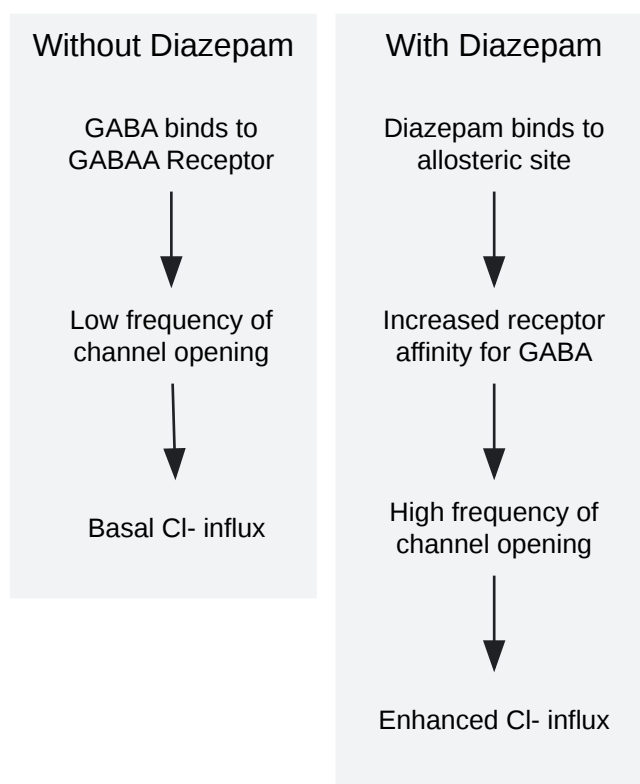 Without Diazepam
GABA binds to
GABAA Receptor
Low frequency of
channel opening
Basal Cl- influx
With Diazepam
Diazepam binds to
allosteric site
Increased receptor
affinity for GABA
High frequency of
channel opening
Enhanced Cl- influx